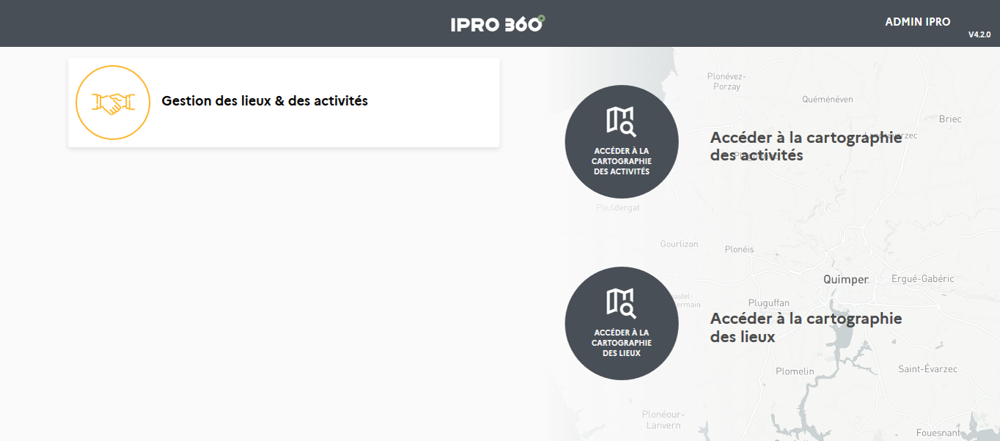 IPRO 360
ADMIN IPRO
V4.2.0
Gestion des lieux & des activités
ACCÉDER À LA
CARTOGRAPHIE
DES ACTIVITÉS
Accéder à la cartographie
des activités
Plonévez-
Porzay
Quéménéven
Briec
Pouldergat
Gourlizon
Plonéis
Quimper
Ergué-Gabéric
Pluguffan
ACCÉDER À LA
CARTOGRAPHIE
DES LIEUX
Accéder à la cartographie
des lieux
Plomelin
Saint-Évarzec
Plonéour-
Lanvern
Fouesnant